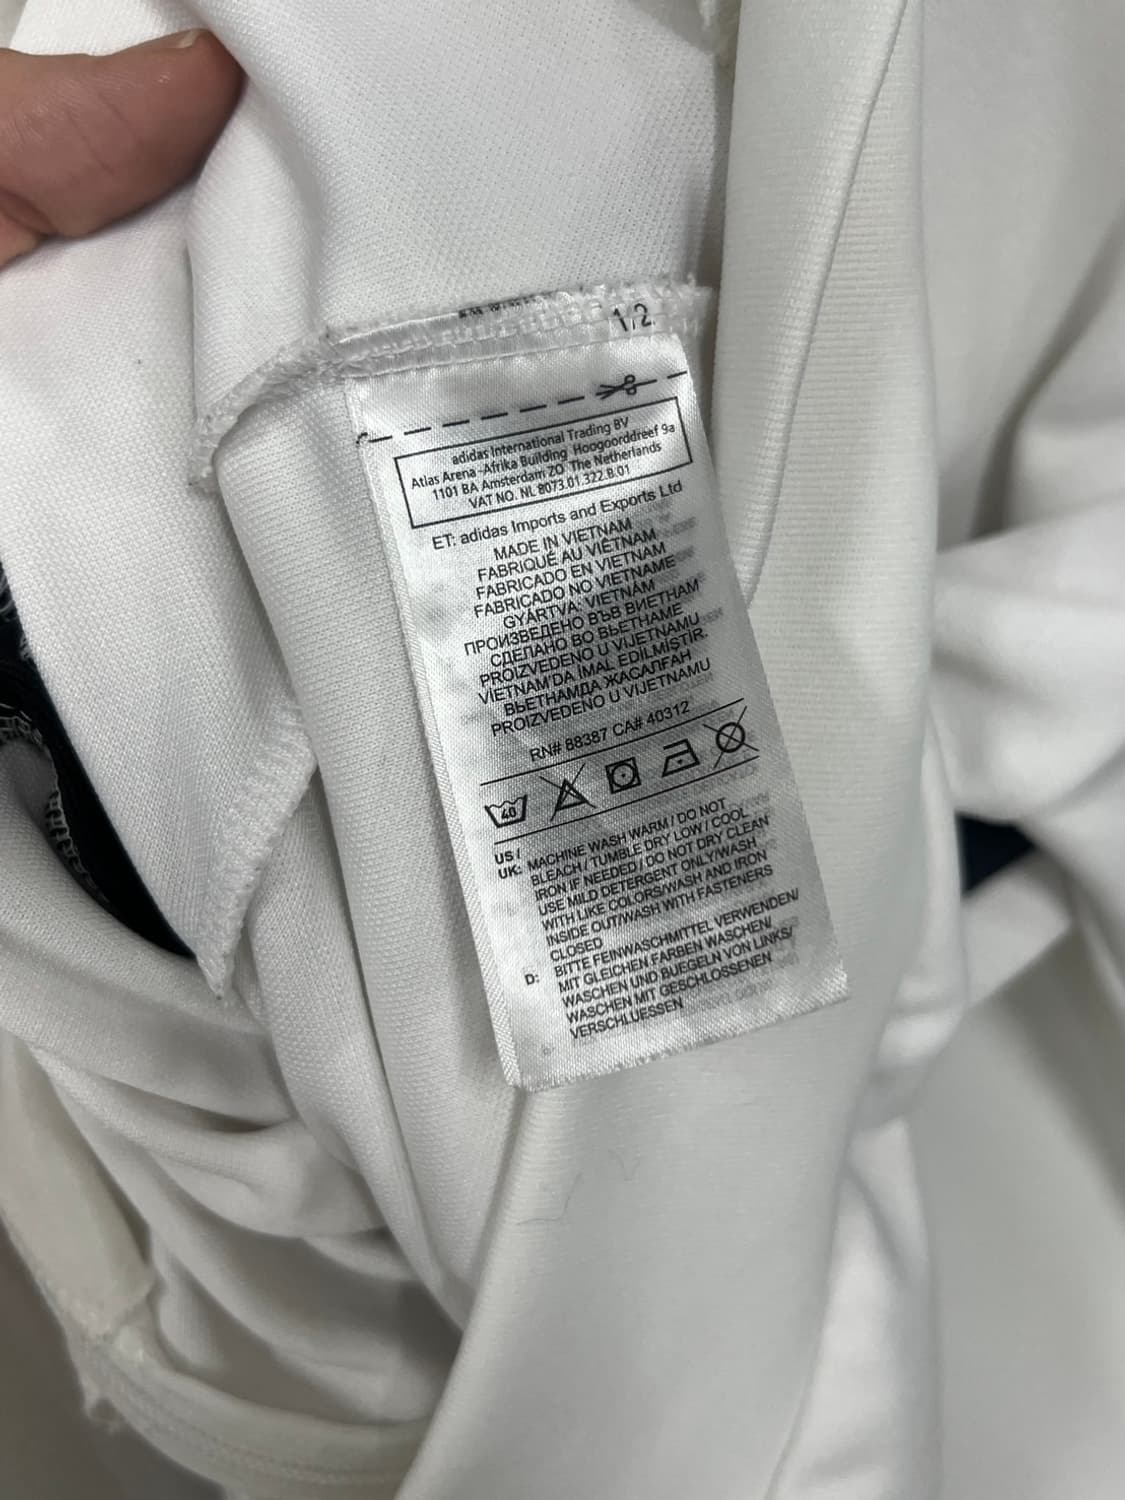 1,2.
adidas International Trading BV
Atlas Arena -Afrika Building Hoogoorddreef 9a
1101 BA Amsterdam ZO The Netherlands
VAT NO. NL 8073.01.322.B.01
ET: adidas Imports and Exports Ltd
MADE IN VIETNAM
FABRIQUÉ AU VIÊTNAM
FABRICADO EN VIETNAM
FABRICADO NO VIETNAME
GYÁRTVA: VIETNÁM
ПРОИЗВЕДЕНО ВЪВ ВИЕТНАМ
СДЕЛАНО ВО ВЬЕТНАМЕ
PROIZVEDENO U VIJETNAMU
VİETNAM'DA İMAL EDİLMİŞTİR.
ВЬЕТНАМДА ЖАСАЛҒАН
PROIZVEDENO U VIJETNAMU
RN# 88387 CA# 40312
40
US / UK: MACHINE WASH WARM / DO NOT
BLEACH / TUMBLE DRY LOW / COOL
IRON IF NEEDED / DO NOT DRY CLEAN
USE MILD DETERGENT ONLY/WASH
WITH LIKE COLORS/WASH AND IRON
INSIDE OUT/WASH WITH FASTENERS
CLOSED
D: BITTE FEINWASCHMITTEL VERWENDEN/
MIT GLEICHEN FARBEN WASCHEN/
WASCHEN UND BUEGELN VON LINKS/
WASCHEN MIT GESCHLOSSENEN
VERSCHLUESSEN